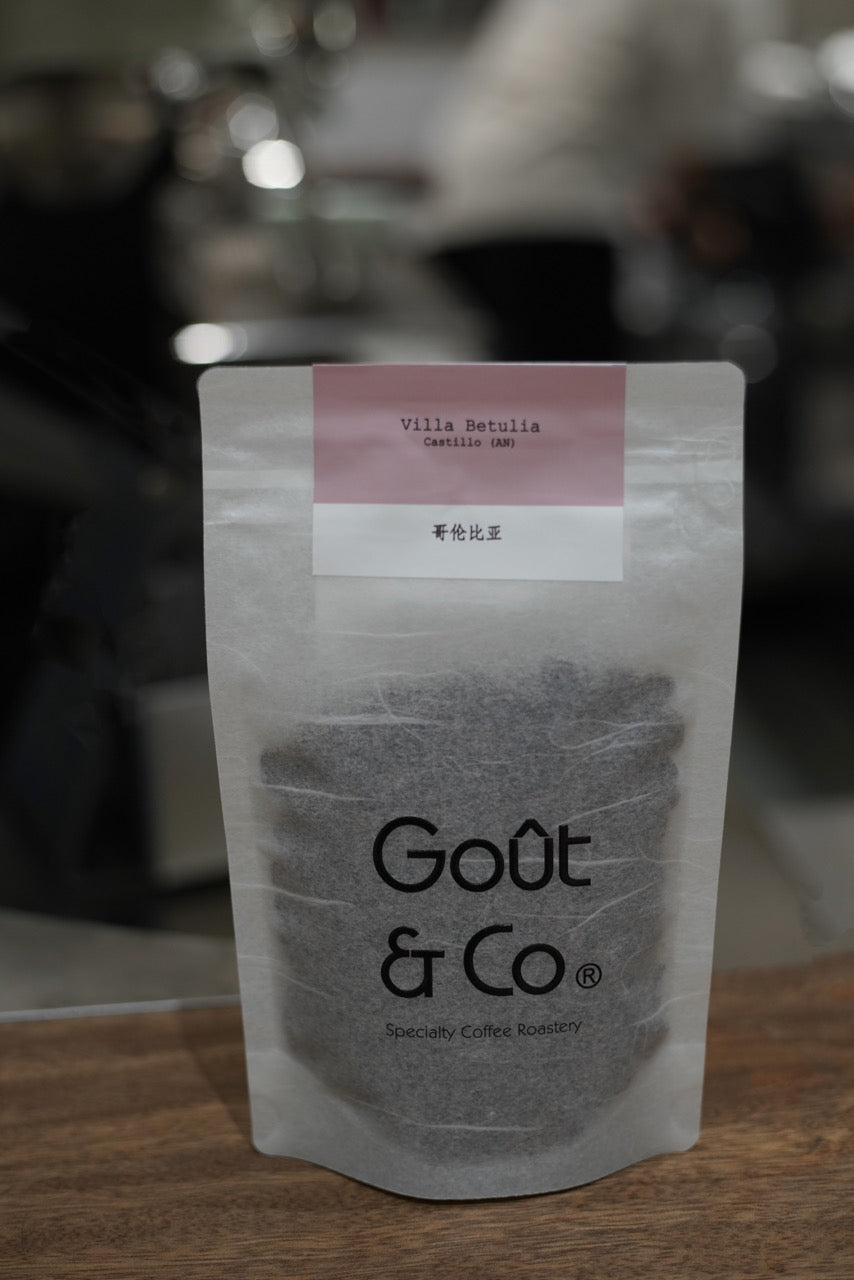 Villa Betulia
Castillo (AN)
哥伦比亚
Goût
& Co ®
Specialty Coffee Roastery